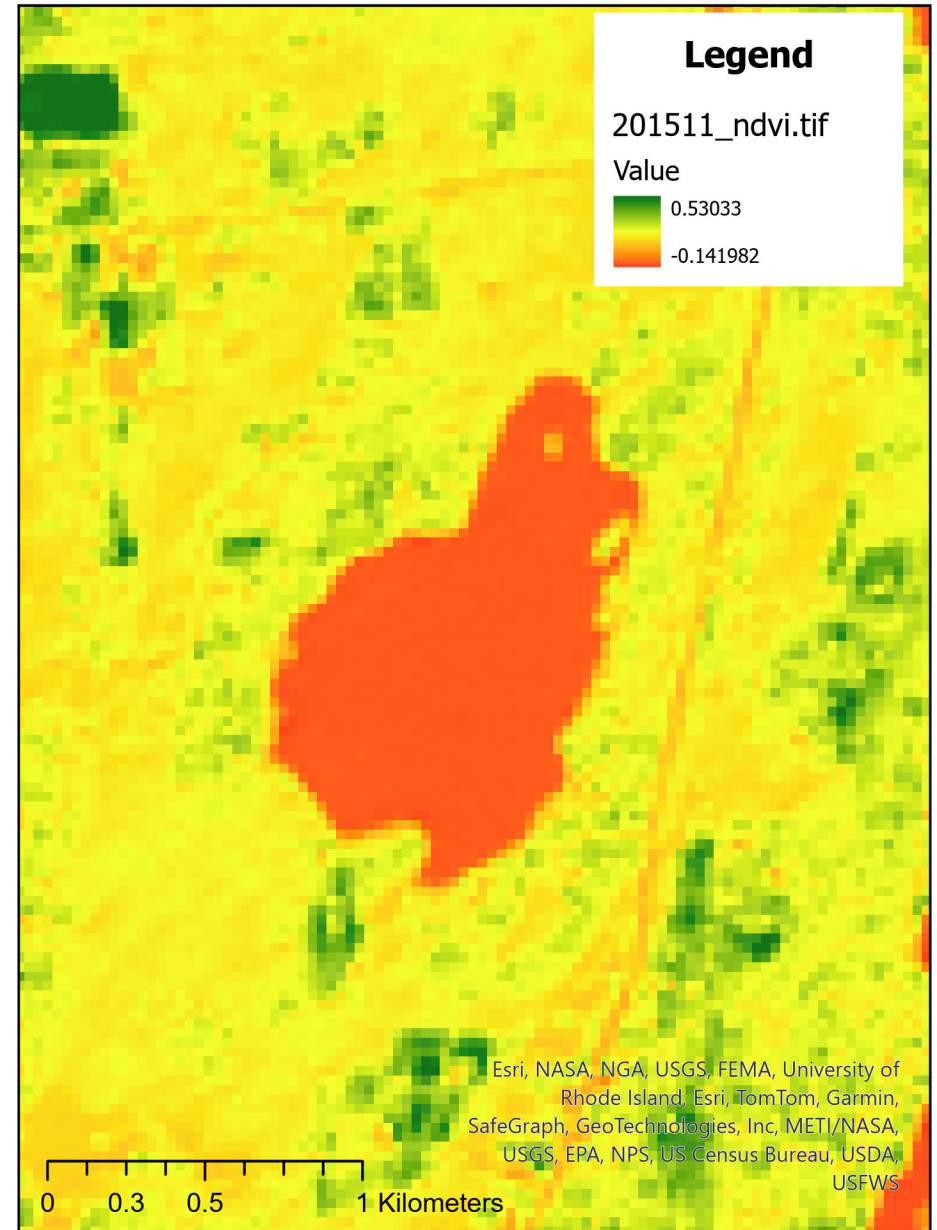 Legend
201511_ndvi.tif
Value
0.53033
-0.141982
Esri, NASA, NGA, USGS, FEMA, University of
Rhode Island, Esri, TomTom, Garmin,
SafeGraph, GeoTechnologies, Inc, METI/NASA,
USGS, EPA, NPS, US Census Bureau, USDA,
USFWS
0 0.3 0.5 1 Kilometers